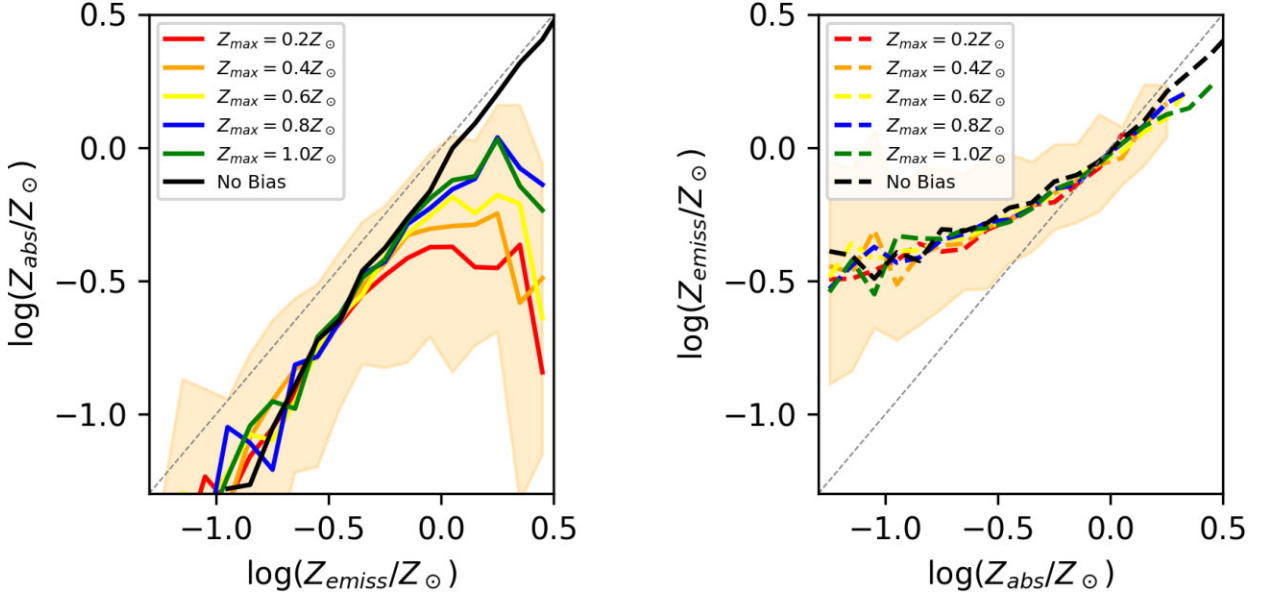 0.5
0.0
−0.5
−1.0
log(Z_abs/Z_⊙)
Z_max = 0.2Z_⊙
Z_max = 0.4Z_⊙
Z_max = 0.6Z_⊙
Z_max = 0.8Z_⊙
Z_max = 1.0Z_⊙
No Bias
−1.0 −0.5 0.0 0.5
log(Z_emiss/Z_⊙)
0.5
0.0
−0.5
−1.0
log(Z_emiss/Z_⊙)
Z_max = 0.2Z_⊙
Z_max = 0.4Z_⊙
Z_max = 0.6Z_⊙
Z_max = 0.8Z_⊙
Z_max = 1.0Z_⊙
No Bias
−1.0 −0.5 0.0 0.5
log(Z_abs/Z_⊙)